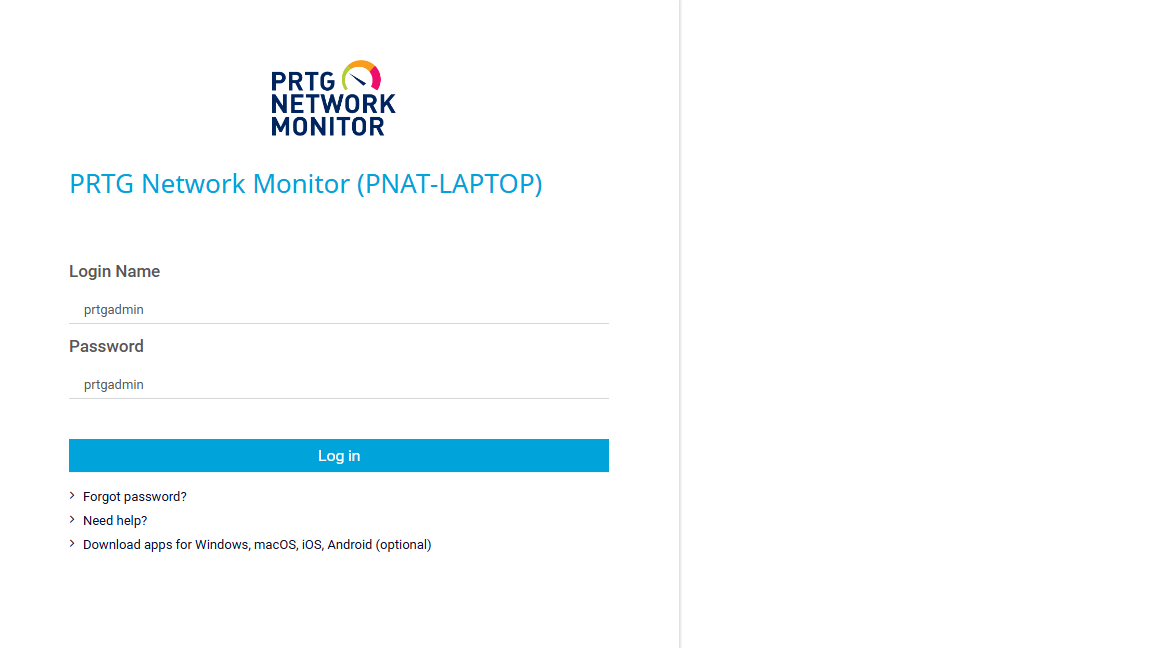 PRTG
NETWORK
MONITOR
PRTG Network Monitor (PNAT-LAPTOP)
Login Name
prtgadmin
Password
prtgadmin
Log in
Forgot password?
Need help?
Download apps for Windows, macOS, iOS, Android (optional)